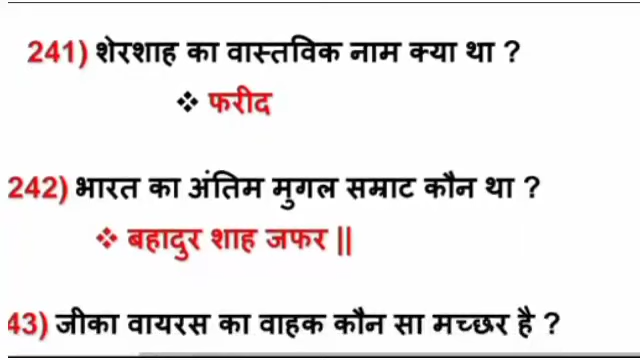 241) शेरशाह का वास्तविक नाम क्या था ?
❖ फरीद
242) भारत का अंतिम मुगल सम्राट कौन था ?
❖ बहादुर शाह जफर ||
43) जीका वायरस का वाहक कौन सा मच्छर है ?